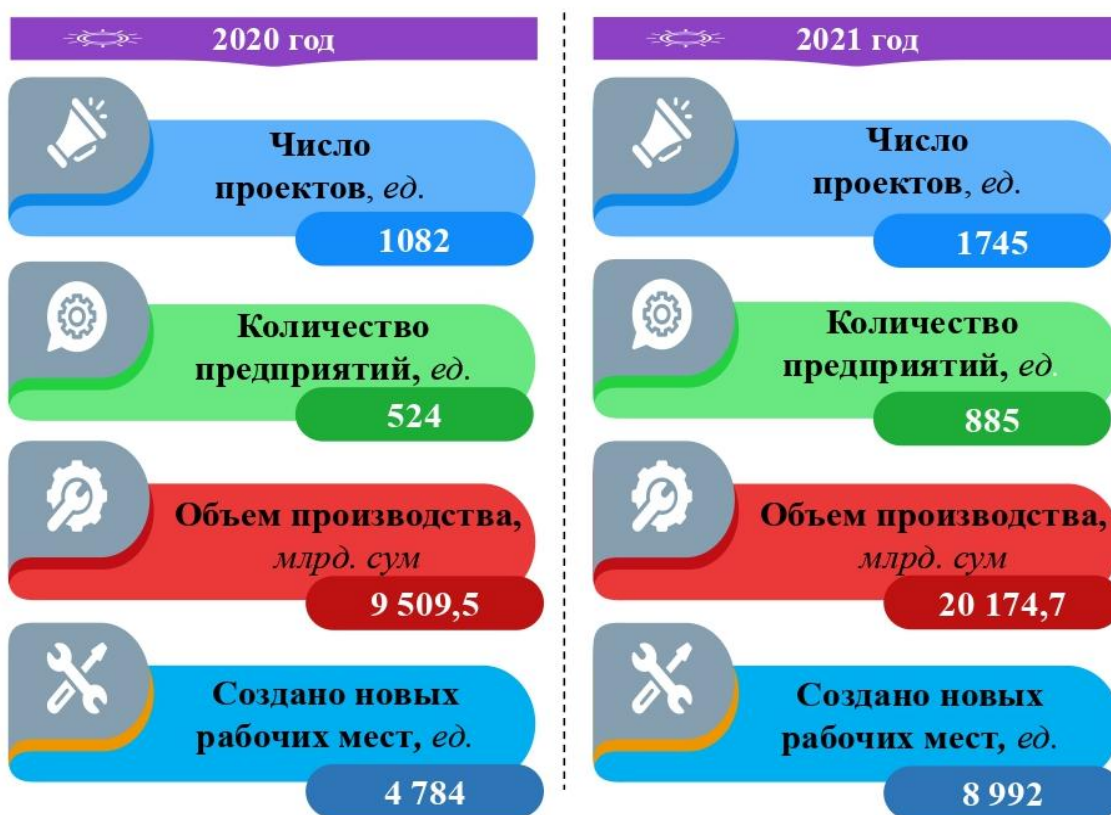 2020 год
Число
проектов, ед.
1082
Количество
предприятий, ед.
524
Объем производства,
млрд. сум
9 509,5
Создано новых
рабочих мест, ед.
4 784
2021 год
Число
проектов, ед.
1745
Количество
предприятий, ед.
885
Объем производства,
млрд. сум
20 174,7
Создано новых
рабочих мест, ед.
8 992